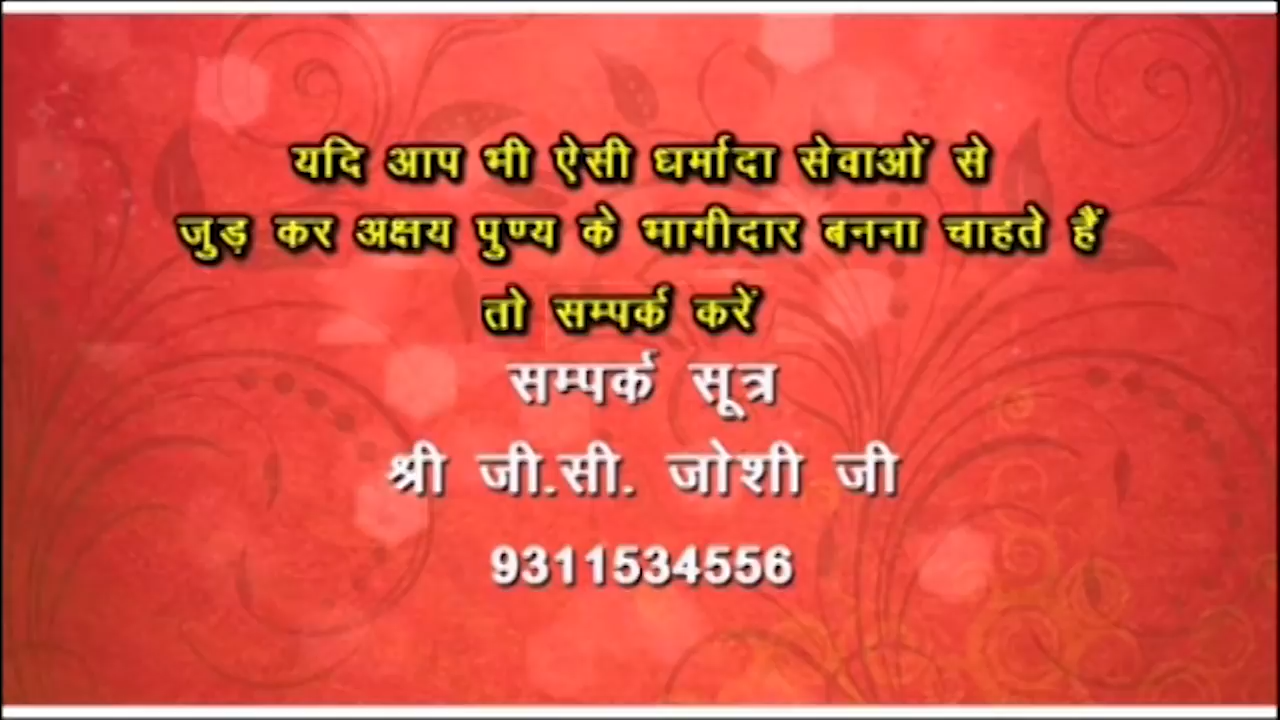 यदि आप भी ऐसी धर्मादा सेवाओं से
जुड़ कर अक्षय पुण्य के भागीदार बनना चाहते हैं
तो सम्पर्क करें
सम्पर्क सूत्र
श्री जी.सी. जोशी जी
9311534556